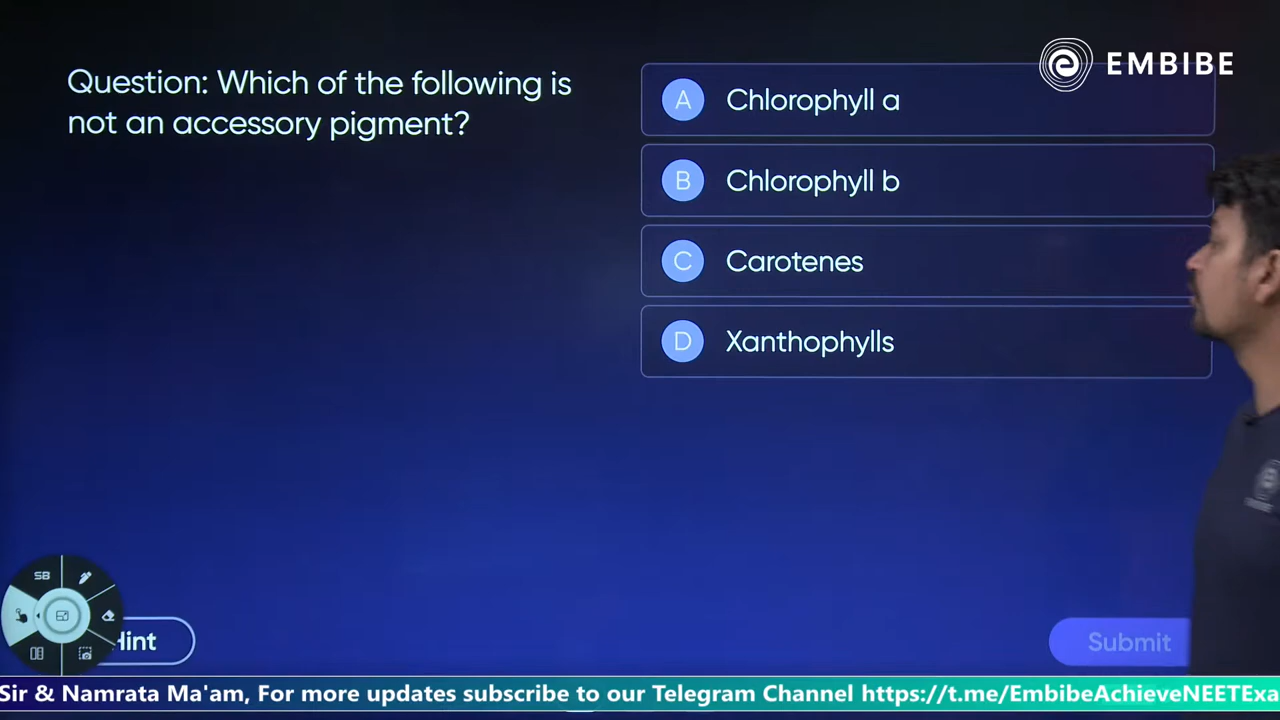 EMBIBE
Question: Which of the following is
not an accessory pigment?
A Chlorophyll a
B Chlorophyll b
C Carotenes
D Xanthophylls
SB
Hint
Submit
Sir & Namrata Ma'am, For more updates subscribe to our Telegram Channel https://t.me/EmbibeAchieveNEETExa